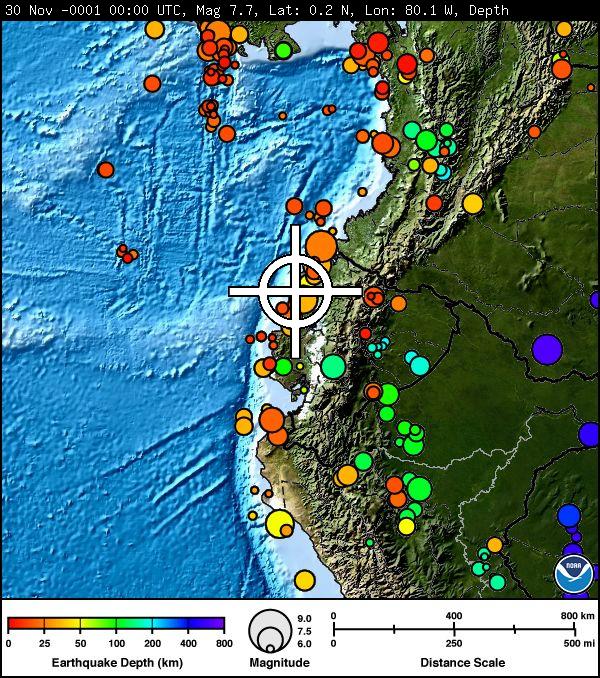 30 Nov -0001 00:00 UTC, Mag 7.7, Lat: 0.2 N, Lon: 80.1 W, Depth
NOAA
0 25 50 100 200 400 800
Earthquake Depth (km)
9.0
7.5
6.0
Magnitude
0 400 800 km
0 250 500 mi
Distance Scale